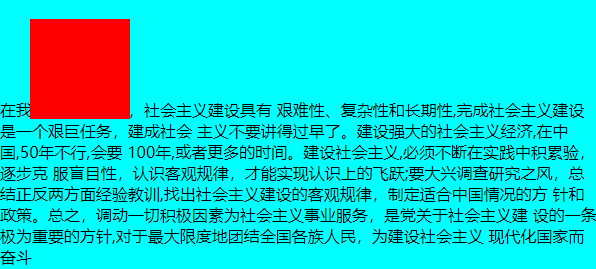 在我，社会主义建设具有 艰难性、复杂性和长期性,完成社会主义建设
是一个艰巨任务，建成社会 主义不要讲得过早了。建设强大的社会主义经济,在中
国,50年不行,会要 100年,或者更多的时间。建设社会主义,必须不断在实践中积累验，
逐步克 服盲目性，认识客观规律，才能实现认识上的飞跃;要大兴调查研究之风，总
结正反两方面经验教训,找出社会主义建设的客观规律，制定适合中国情况的方 针和
政策。总之，调动一切积极因素为社会主义事业服务，是党关于社会主义建 设的一条
极为重要的方针,对于最大限度地团结全国各族人民，为建设社会主义 现代化国家而
奋斗